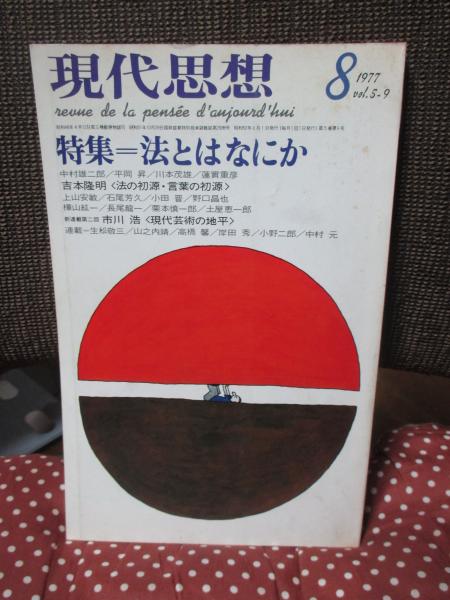 現代思想
8 1977
vol.5-9
revue de la pensée d'aujourd'hui
特集＝法とはなにか
中村雄二郎／平岡 昇／川本茂雄／蓮實重彦
吉本隆明〈法の初源・言葉の初源〉
上山安敏／石尾芳久／小田 晋／野口昌也
樺山紘一／長尾龍一／栗本慎一郎／土屋恵一郎
新連載第二回 市川 浩〈現代芸術の地平〉
連載＝生松敬三／山之内靖／高橋 馨／岸田 秀／小野二郎／中村 元